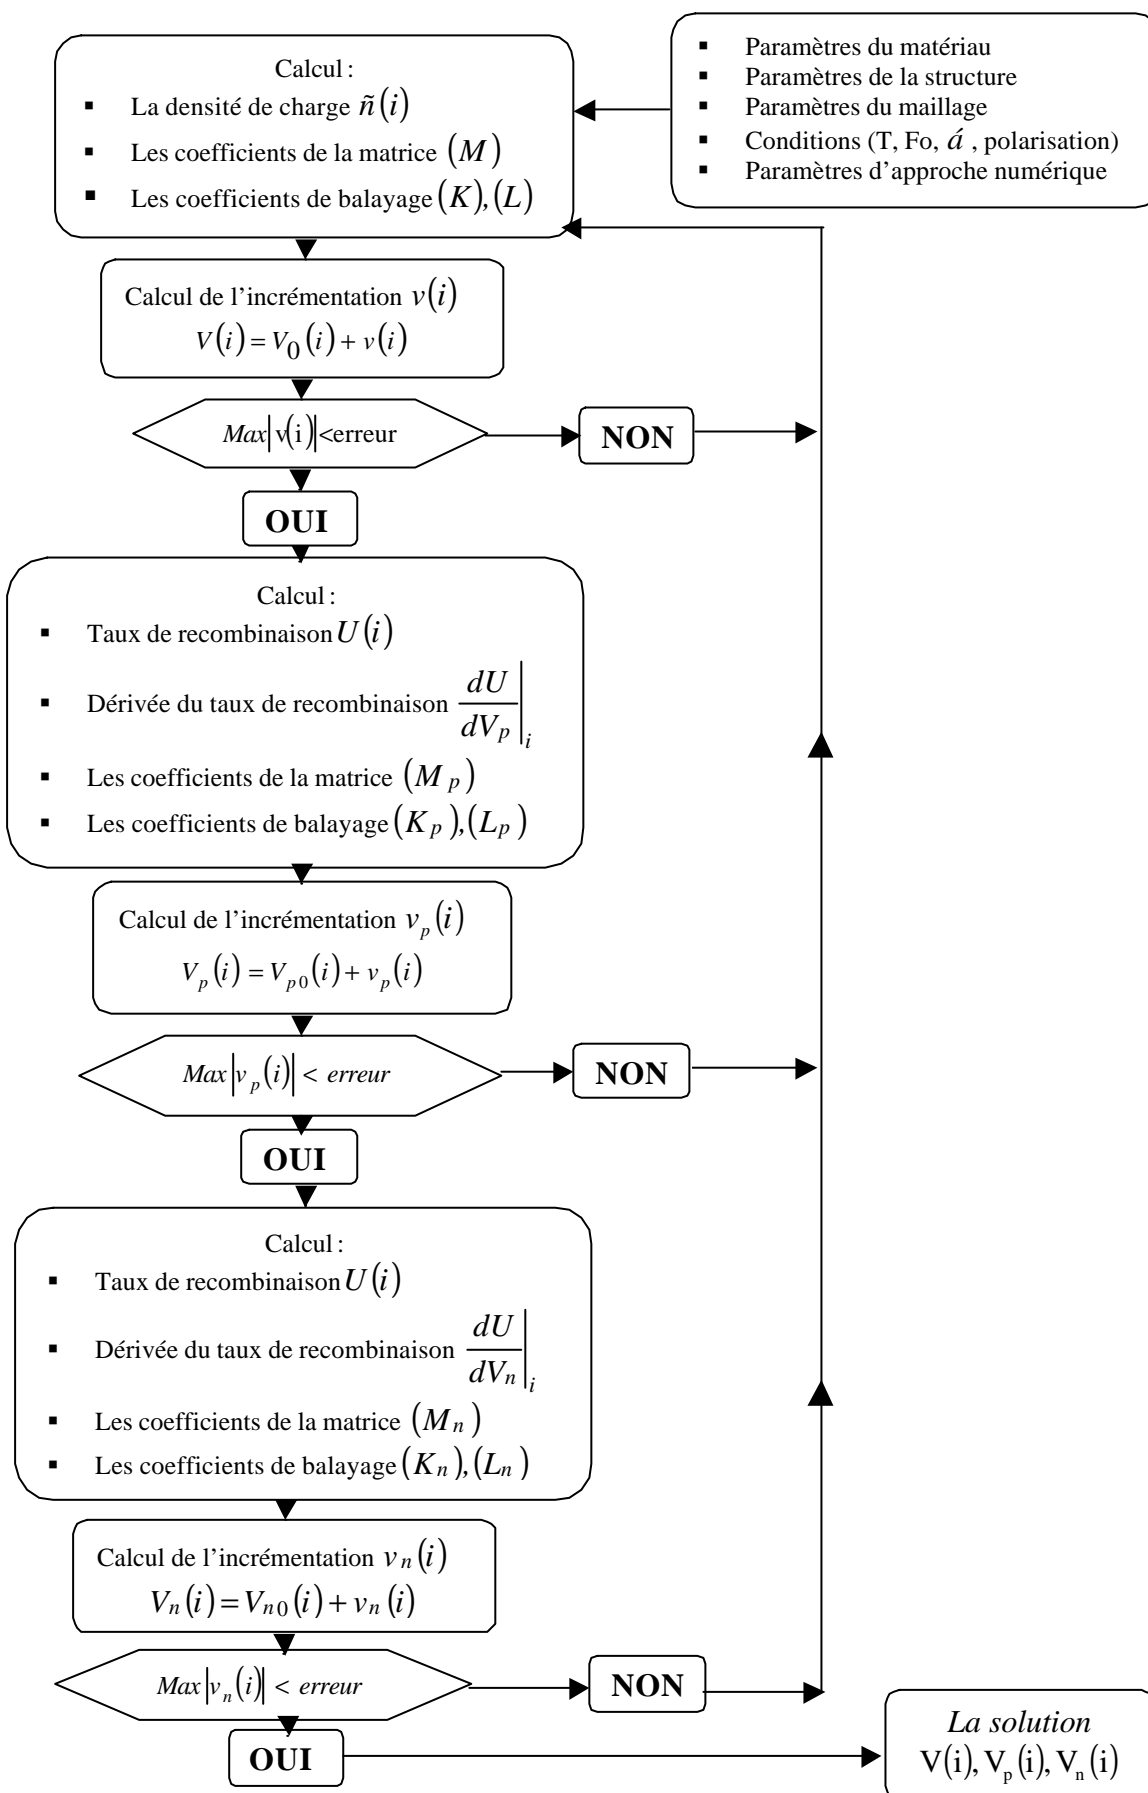 Calcul :
▪ La densité de charge ñ(i)
▪ Les coefficients de la matrice (M)
▪ Les coefficients de balayage (K), (L)
▪ Paramètres du matériau
▪ Paramètres de la structure
▪ Paramètres du maillage
▪ Conditions (T, Fo, á , polarisation)
▪ Paramètres d’approche numérique
Calcul de l’incrémentation v(i)
V(i) = V₀(i) + v(i)
Max|v(i)|<erreur
NON
OUI
Calcul :
▪ Taux de recombinaison U(i)
▪ Dérivée du taux de recombinaison dU/dVp|i
▪ Les coefficients de la matrice (Mp)
▪ Les coefficients de balayage (Kp), (Lp)
Calcul de l’incrémentation vp(i)
Vp(i) = Vp0(i) + vp(i)
Max|vp(i)| < erreur
NON
OUI
Calcul :
▪ Taux de recombinaison U(i)
▪ Dérivée du taux de recombinaison dU/dVn|i
▪ Les coefficients de la matrice (Mn)
▪ Les coefficients de balayage (Kn), (Ln)
Calcul de l’incrémentation vn(i)
Vn(i) = Vn0(i) + vn(i)
Max|vn(i)| < erreur
NON
OUI
La solution
V(i), Vp(i), Vn(i)